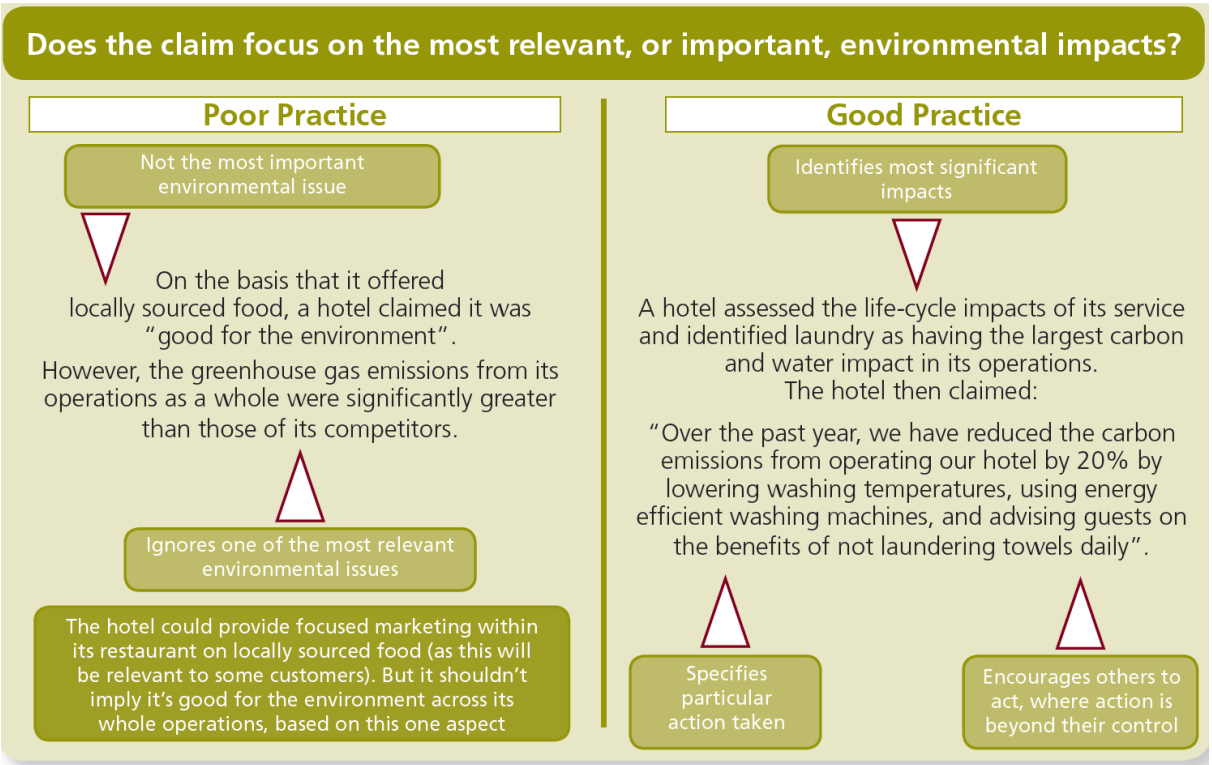 Does the claim focus on the most relevant, or important, environmental impacts?
Poor Practice
Not the most important
environmental issue
On the basis that it offered
locally sourced food, a hotel claimed it was
“good for the environment”.
However, the greenhouse gas emissions from its
operations as a whole were significantly greater
than those of its competitors.
Ignores one of the most relevant
environmental issues
The hotel could provide focused marketing within
its restaurant on locally sourced food (as this will
be relevant to some customers). But it shouldn’t
imply it’s good for the environment across its
whole operations, based on this one aspect
Good Practice
Identifies most significant
impacts
A hotel assessed the life-cycle impacts of its service
and identified laundry as having the largest carbon
and water impact in its operations.
The hotel then claimed:
“Over the past year, we have reduced the carbon
emissions from operating our hotel by 20% by
lowering washing temperatures, using energy
efficient washing machines, and advising guests on
the benefits of not laundering towels daily”.
Specifies
particular
action taken
Encourages others to
act, where action is
beyond their control